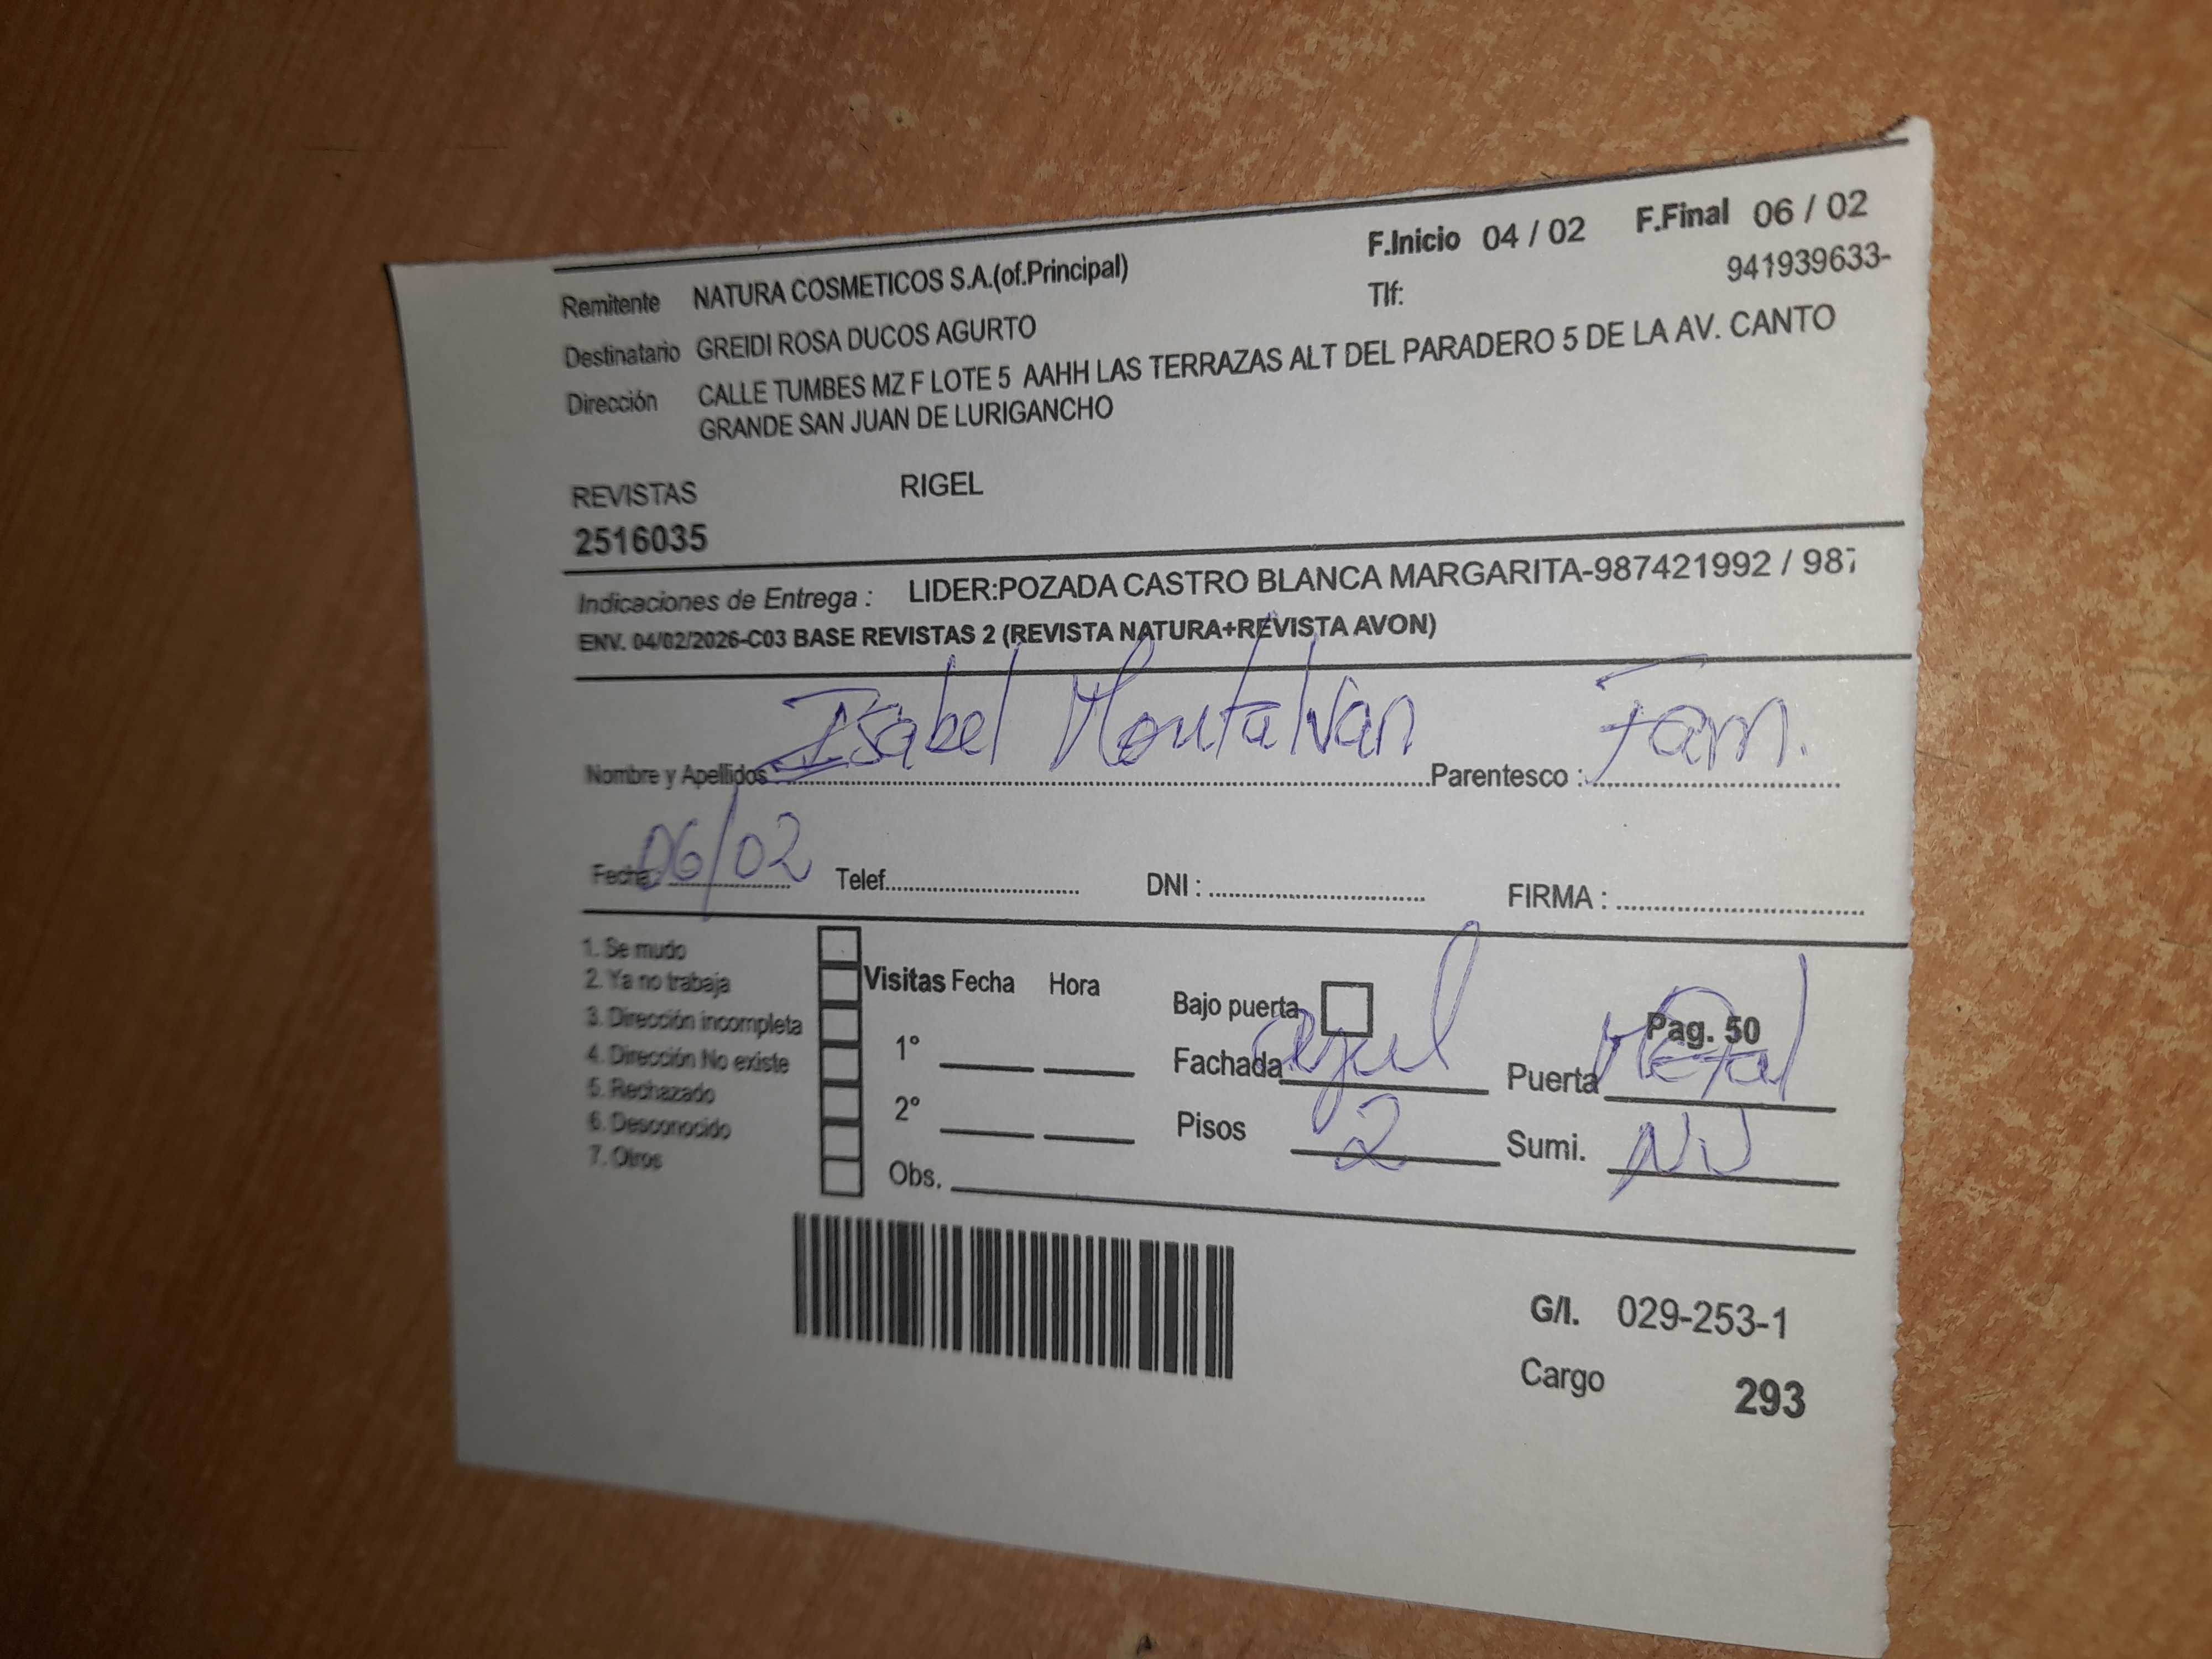 F.Inicio 04 / 02 F.Final 06 / 02
Remitente NATURA COSMETICOS S.A.(of.Principal) Tlf: 941939633-
Destinatario GREIDI ROSA DUCOS AGURTO
Dirección CALLE TUMBES MZ F LOTE 5 AAHH LAS TERRAZAS ALT DEL PARADERO 5 DE LA AV. CANTO
GRANDE SAN JUAN DE LURIGANCHO
REVISTAS RIGEL
2516035
Indicaciones de Entrega : LIDER:POZADA CASTRO BLANCA MARGARITA-987421992 / 987
ENV. 04/02/2026-C03 BASE REVISTAS 2 (REVISTA NATURA+REVISTA AVON)
Nombre y Apellidos Isabel Montalvan Parentesco : Fam.
Fecha: 06/02 Telef. DNI : FIRMA :
1. Se mudo
2. Ya no trabaja
3. Dirección incompleta
4. Dirección No existe
5. Rechazado
6. Desconocido
7. Otros
Visitas Fecha Hora
1°
2°
Obs.
Bajo puerta
Pag. 50
Fachada azul Puerta Metal
Pisos 2 Sumi.
G/I. 029-253-1
Cargo 293